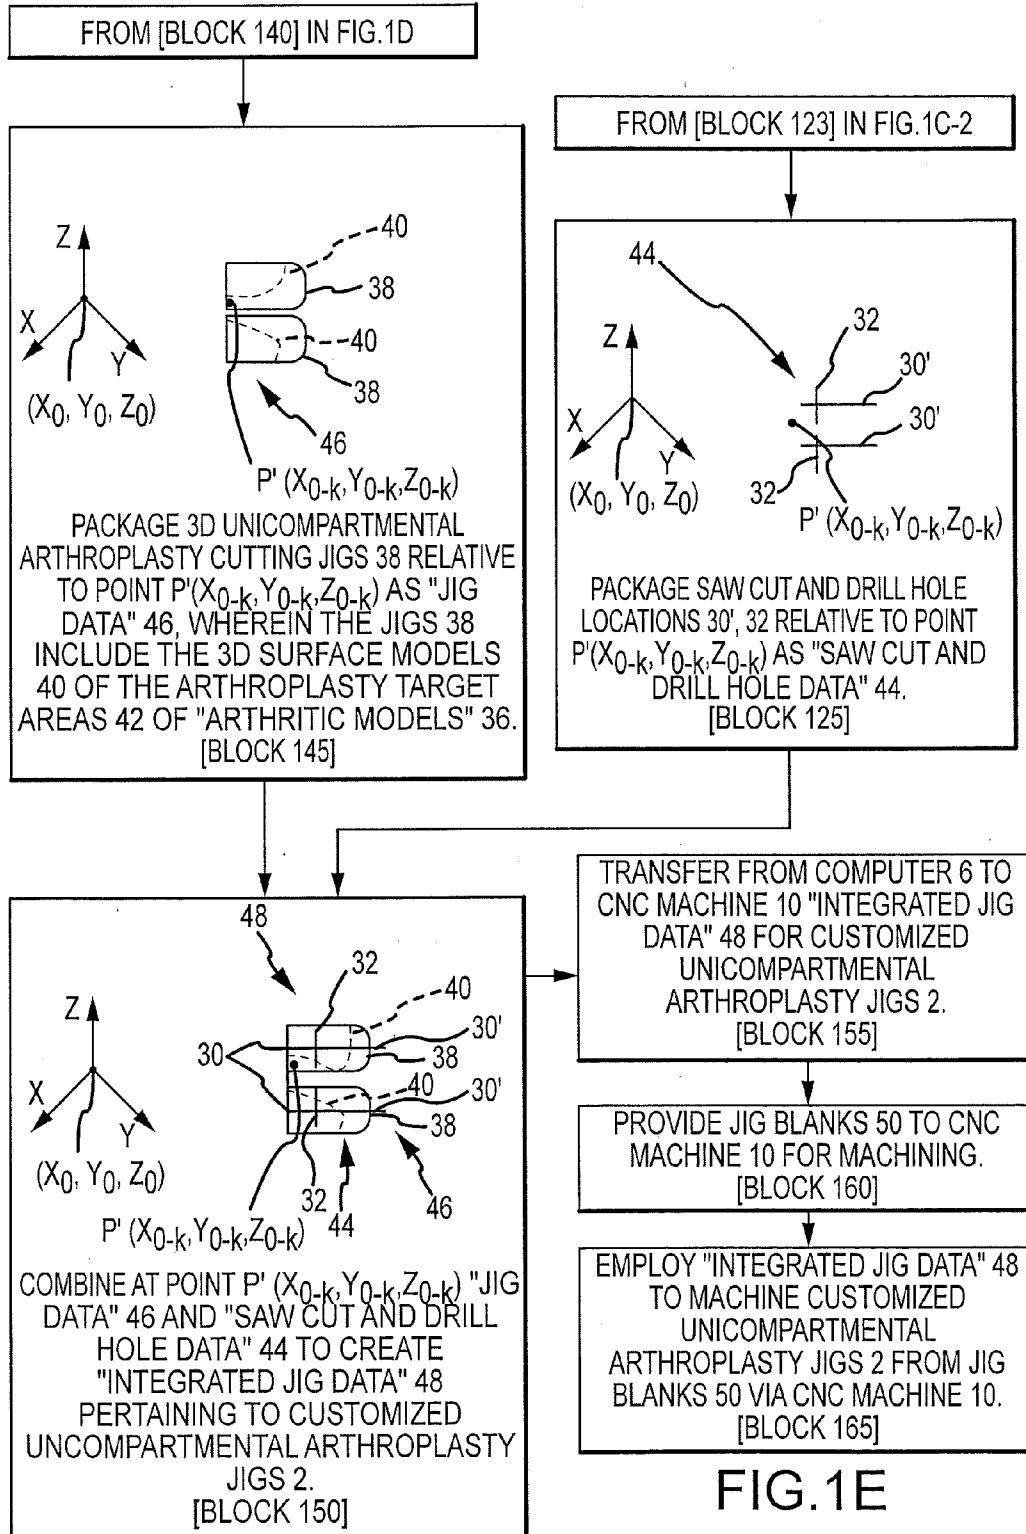 FROM [BLOCK 140] IN FIG.1D
Z
X
Y
(X0, Y0, Z0)
40
38
40
38
46
P' (X0-k,Y0-k,Z0-k)
PACKAGE 3D UNICOMPARTMENTAL
ARTHROPLASTY CUTTING JIGS 38 RELATIVE
TO POINT P'(X0-k,Y0-k,Z0-k) AS "JIG
DATA" 46, WHEREIN THE JIGS 38
INCLUDE THE 3D SURFACE MODELS
40 OF THE ARTHROPLASTY TARGET
AREAS 42 OF "ARTHRITIC MODELS" 36.
[BLOCK 145]
FROM [BLOCK 123] IN FIG.1C-2
44
Z
X
Y
(X0, Y0, Z0)
32
30'
30'
32
P' (X0-k,Y0-k,Z0-k)
PACKAGE SAW CUT AND DRILL HOLE
LOCATIONS 30', 32 RELATIVE TO POINT
P'(X0-k,Y0-k,Z0-k) AS "SAW CUT AND
DRILL HOLE DATA" 44.
[BLOCK 125]
48
32
40
Z
30'
30
38
X
40
30'
Y
38
(X0, Y0, Z0)
32
44
46
P' (X0-k,Y0-k,Z0-k)
COMBINE AT POINT P' (X0-k,Y0-k,Z0-k) "JIG
DATA" 46 AND "SAW CUT AND DRILL
HOLE DATA" 44 TO CREATE
"INTEGRATED JIG DATA" 48
PERTAINING TO CUSTOMIZED
UNCOMPARTMENTAL ARTHROPLASTY
JIGS 2.
[BLOCK 150]
TRANSFER FROM COMPUTER 6 TO
CNC MACHINE 10 "INTEGRATED JIG
DATA" 48 FOR CUSTOMIZED
UNICOMPARTMENTAL
ARTHROPLASTY JIGS 2.
[BLOCK 155]
PROVIDE JIG BLANKS 50 TO CNC
MACHINE 10 FOR MACHINING.
[BLOCK 160]
EMPLOY "INTEGRATED JIG DATA" 48
TO MACHINE CUSTOMIZED
UNICOMPARTMENTAL
ARTHROPLASTY JIGS 2 FROM JIG
BLANKS 50 VIA CNC MACHINE 10.
[BLOCK 165]
FIG.1E